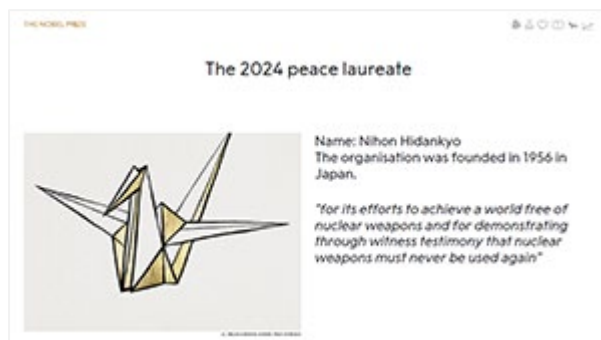 THE NOBEL PRIZE
The 2024 peace laureate
Name: Nihon Hidankyo
The organisation was founded in 1956 in
Japan.
"for its efforts to achieve a world free of
nuclear weapons and for demonstrating
through witness testimony that nuclear
weapons must never be used again"